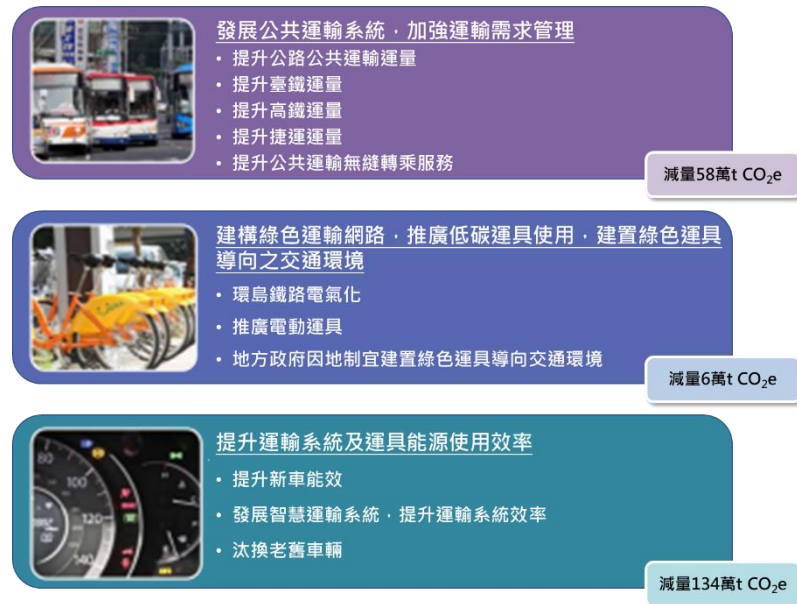 發展公共運輸系統，加強運輸需求管理
• 提升公路公共運輸運量
• 提升臺鐵運量
• 提升高鐵運量
• 提升捷運運量
• 提升公共運輸無縫轉乘服務
減量58萬t CO₂e
建構綠色運輸網路，推廣低碳運具使用，建置綠色運具
導向之交通環境
• 環島鐵路電氣化
• 推廣電動運具
• 地方政府因地制宜建置綠色運具導向交通環境
減量6萬t CO₂e
提升運輸系統及運具能源使用效率
• 提升新車能效
• 發展智慧運輸系統，提升運輸系統效率
• 汰換老舊車輛
減量134萬t CO₂e
80
100
120
140